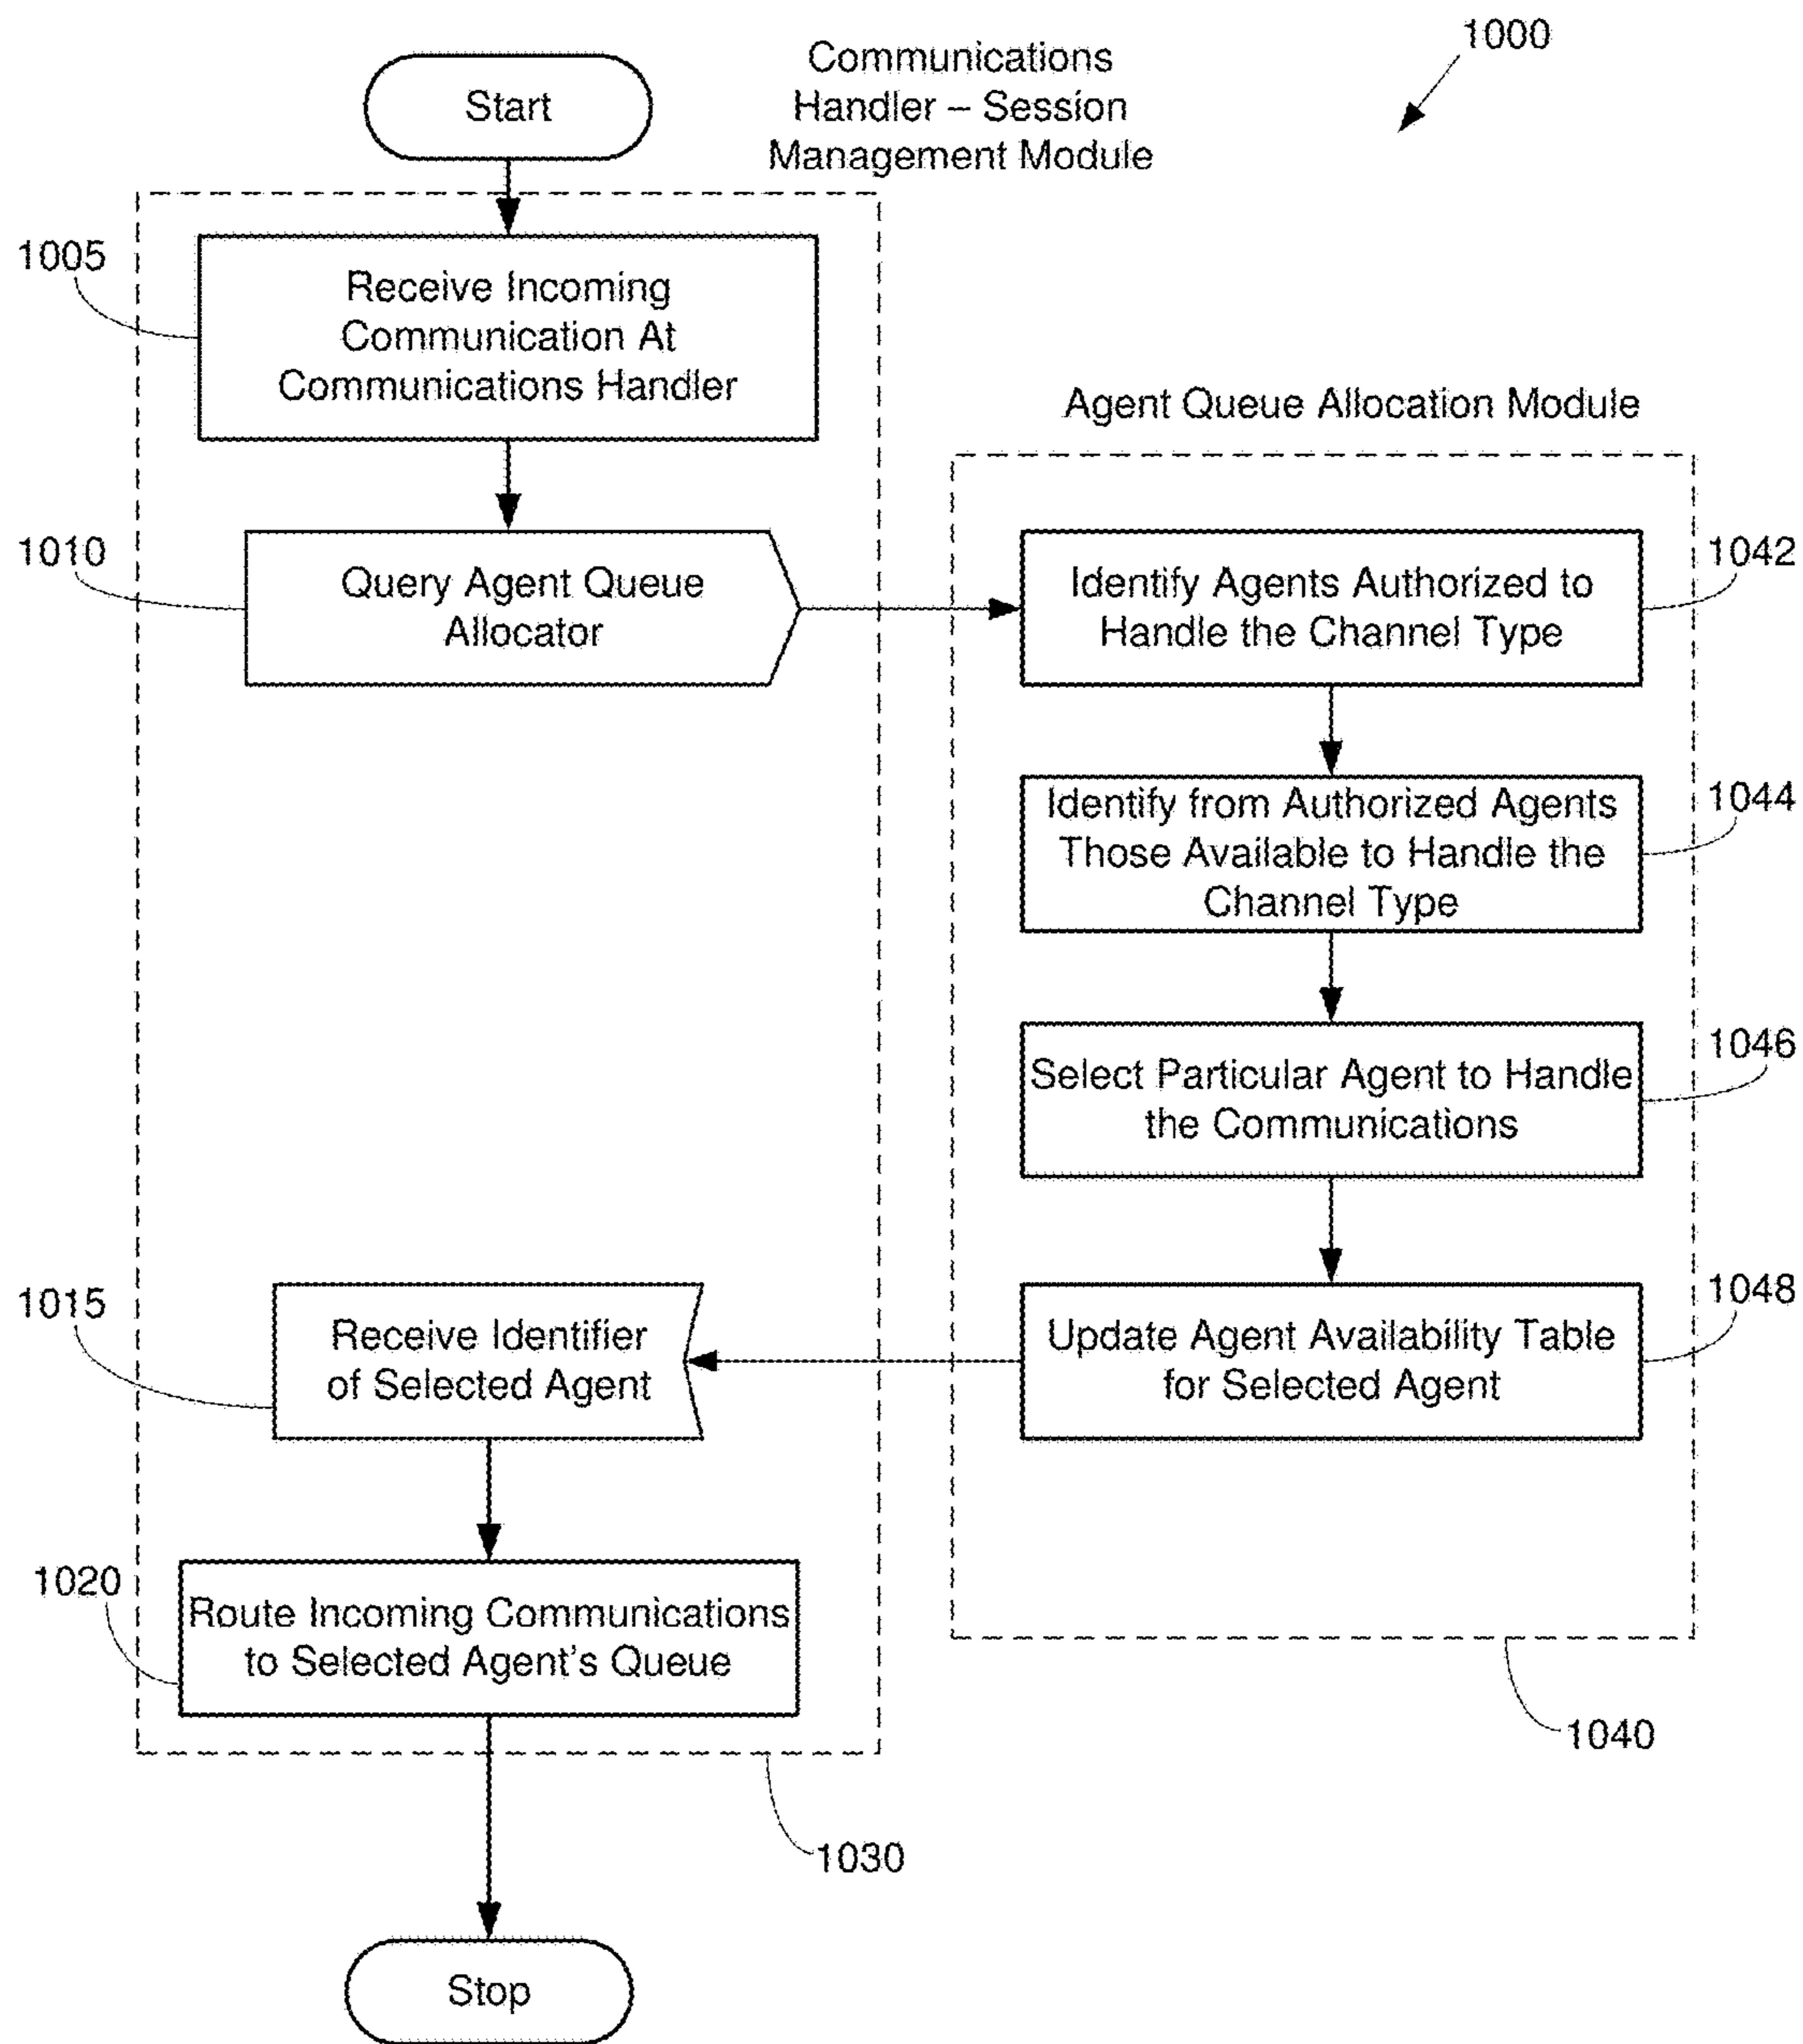 1000
Communications
Handler – Session
Management Module
Start
1005
Receive Incoming
Communication At
Communications Handler
Agent Queue Allocation Module
1010
Query Agent Queue
Allocator
1042
Identify Agents Authorized to
Handle the Channel Type
1044
Identify from Authorized Agents
Those Available to Handle the
Channel Type
1046
Select Particular Agent to Handle
the Communications
1048
Update Agent Availability Table
for Selected Agent
1015
Receive Identifier
of Selected Agent
1020
Route Incoming Communications
to Selected Agent's Queue
1040
1030
Stop